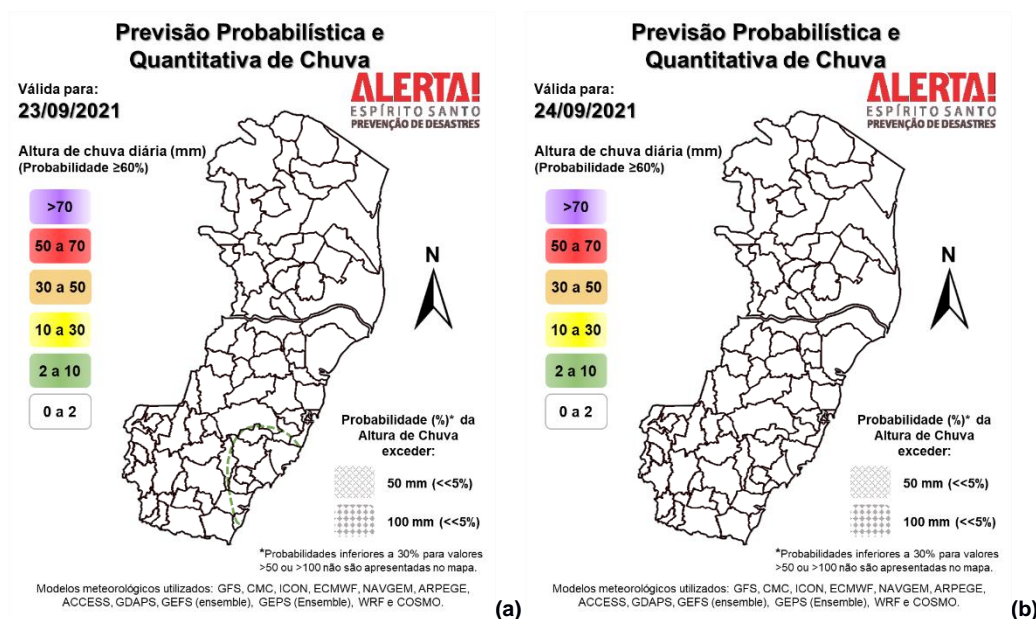 Previsão Probabilística e
Quantitativa de Chuva
Válida para:
23/09/2021
ALERTA!
ESPÍRITO SANTO
PREVENÇÃO DE DESASTRES
Altura de chuva diária (mm)
(Probabilidade ≥60%)
>70
50 a 70
30 a 50
10 a 30
2 a 10
0 a 2
N
Probabilidade (%)* da
Altura de Chuva
exceder:
50 mm (<<5%)
100 mm (<<5%)
*Probabilidades inferiores a 30% para valores
>50 ou >100 não são apresentadas no mapa.
Modelos meteorológicos utilizados: GFS, CMC, ICON, ECMWF, NAVGEM, ARPEGE,
ACCESS, GDAPS, GEFS (ensemble), GEPS (Ensemble), WRF e COSMO.
(a)
Previsão Probabilística e
Quantitativa de Chuva
Válida para:
24/09/2021
ALERTA!
ESPÍRITO SANTO
PREVENÇÃO DE DESASTRES
Altura de chuva diária (mm)
(Probabilidade ≥60%)
>70
50 a 70
30 a 50
10 a 30
2 a 10
0 a 2
N
Probabilidade (%)* da
Altura de Chuva
exceder:
50 mm (<<5%)
100 mm (<<5%)
*Probabilidades inferiores a 30% para valores
>50 ou >100 não são apresentadas no mapa.
Modelos meteorológicos utilizados: GFS, CMC, ICON, ECMWF, NAVGEM, ARPEGE,
ACCESS, GDAPS, GEFS (ensemble), GEPS (Ensemble), WRF e COSMO.
(b)